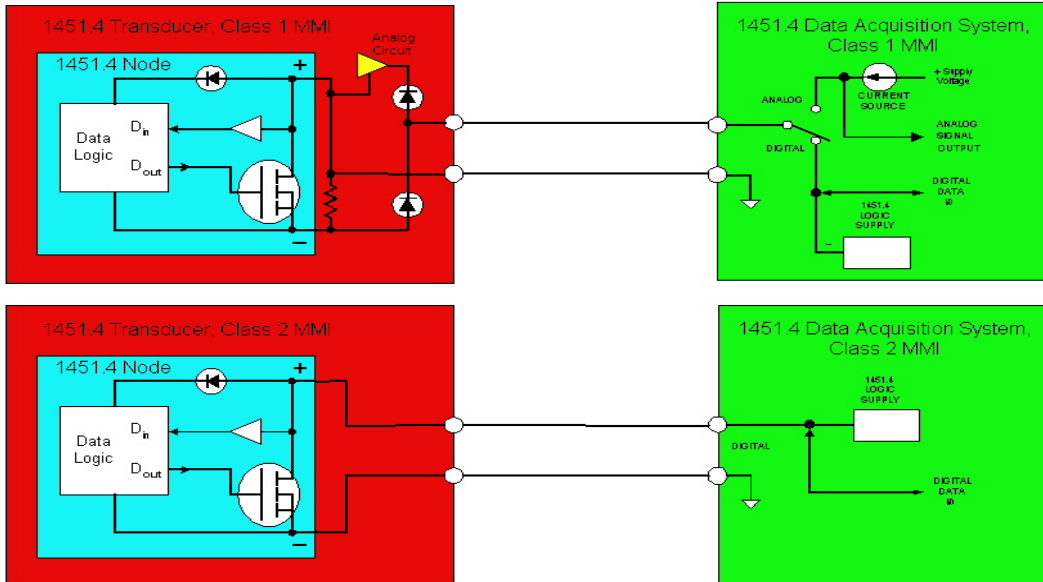 1451.4 Transducer, Class 1 MMI
Analog
Circuit
1451.4 Node
+
Data
Logic
Din
Dout
–
1451.4 Data Acquisition System,
Class 1 MMI
+ Supply
Voltage
CURRENT
SOURCE
ANALOG
ANALOG
SIGNAL
OUTPUT
DIGITAL
DIGITAL
DATA
I/O
1451.4
LOGIC
SUPPLY
-
1451.4 Transducer, Class 2 MMI
1451.4 Node
+
Data
Logic
Din
Dout
–
1451.4 Data Acquisition System,
Class 2 MMI
1451.4
LOGIC
SUPPLY
DIGITAL
DIGITAL
DATA
I/O